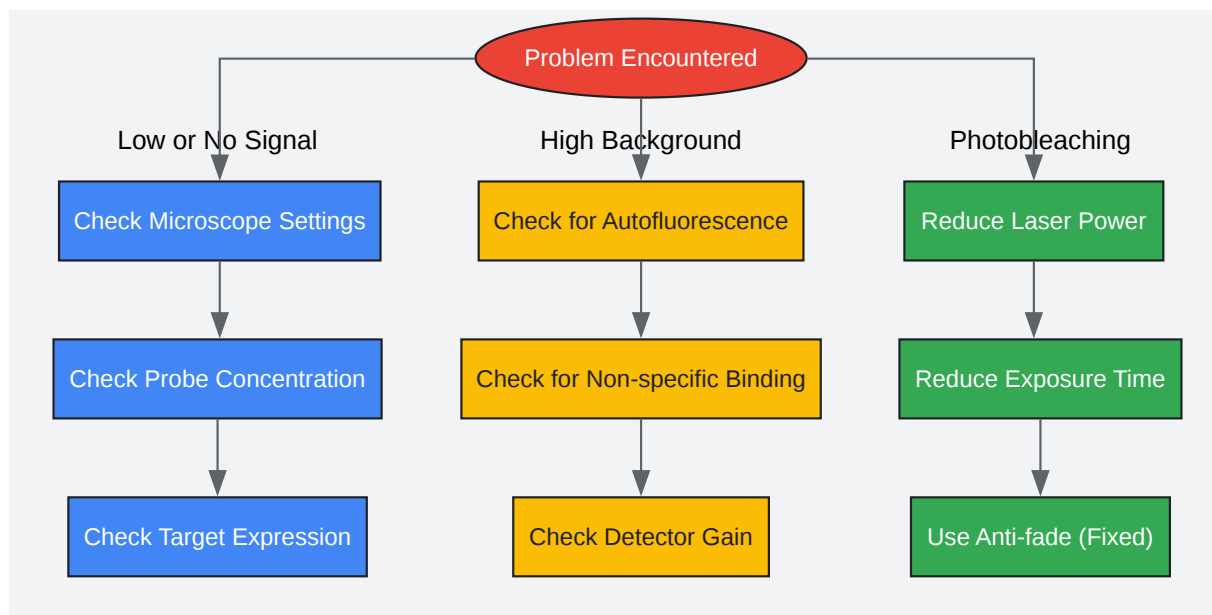 Problem Encountered
Low or No Signal
High Background
Photobleaching
Check Microscope Settings
Check for Autofluorescence
Reduce Laser Power
Check Probe Concentration
Check for Non-specific Binding
Reduce Exposure Time
Check Target Expression
Check Detector Gain
Use Anti-fade (Fixed)